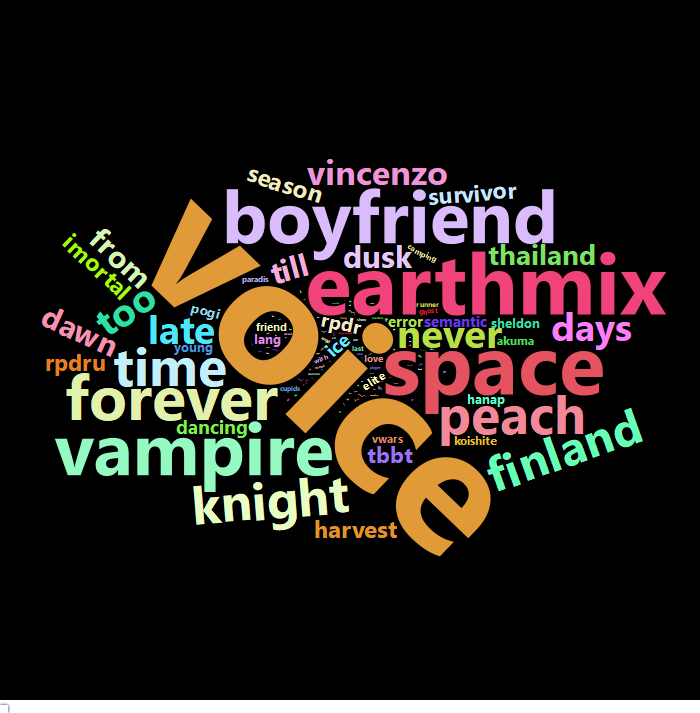 vincenzo
season
survivor
boyfriend
voice
from
imortal
till
dusk
camping
thailand
paradis
earthmix
too
pogi
runner
ghost
dawn
late
friend
rpdr
error
semantic
sheldon
days
never
akuma
lang
ice
last
young
love
rpdru
time
space
elite
forever
cupids
hanap
peach
dancing
vampire
vwars
koishite
tbbt
finland
knight
harvest